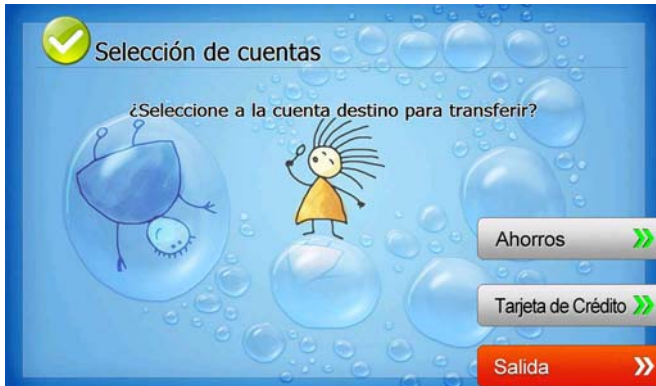 Selección de cuentas
¿Seleccione a la cuenta destino para transferir?
Ahorros
Tarjeta de Crédito
Salida